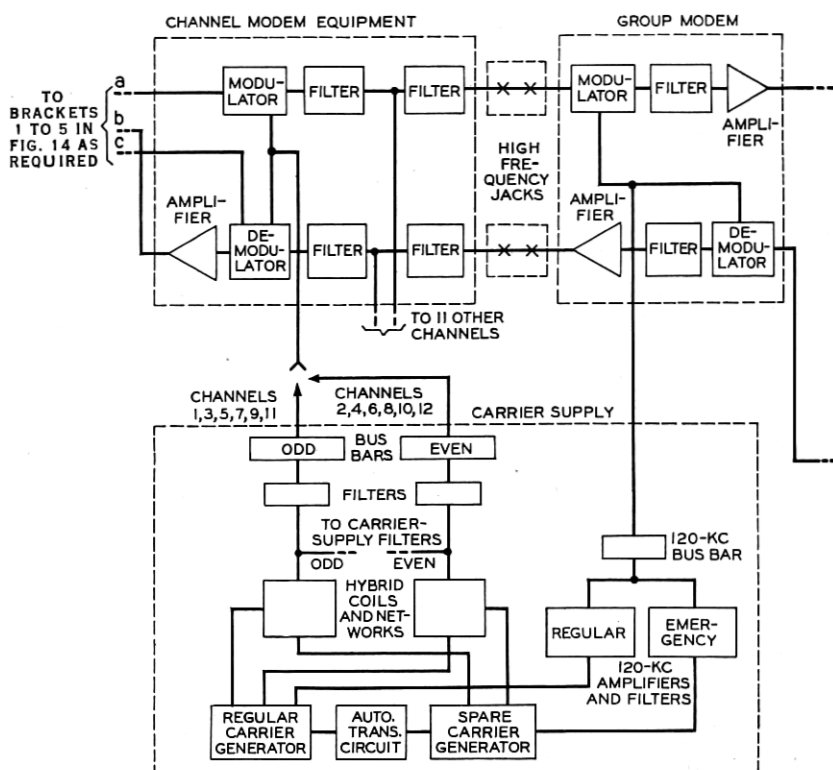 CHANNEL MODEM EQUIPMENT
GROUP MODEM
a
b
c
TO
BRACKETS
1 TO 5 IN
FIG. 14 AS
REQUIRED
MODU-
LATOR
FILTER
FILTER
HIGH
FRE-
QUENCY
JACKS
MODU-
LATOR
FILTER
AMPLI-
FIER
AMPLI-
FIER
DE-
MODU-
LATOR
FILTER
FILTER
AMPLI-
FIER
FILTER
DE-
MODU-
LATOR
TO 11 OTHER
CHANNELS
CHANNELS
1,3,5,7,9,11
CHANNELS
2,4,6,8,10,12
CARRIER SUPPLY
ODD
BUS
BARS
EVEN
FILTERS
TO CARRIER-
SUPPLY FILTERS
ODD
EVEN
HYBRID
COILS
AND NET-
WORKS
120-KC
BUS BAR
REGULAR
EMER-
GENCY
120-KC
AMPLIFIERS
AND FILTERS
REGULAR
CARRIER
GENERATOR
AUTO.
TRANS.
CIRCUIT
SPARE
CARRIER
GENERATOR